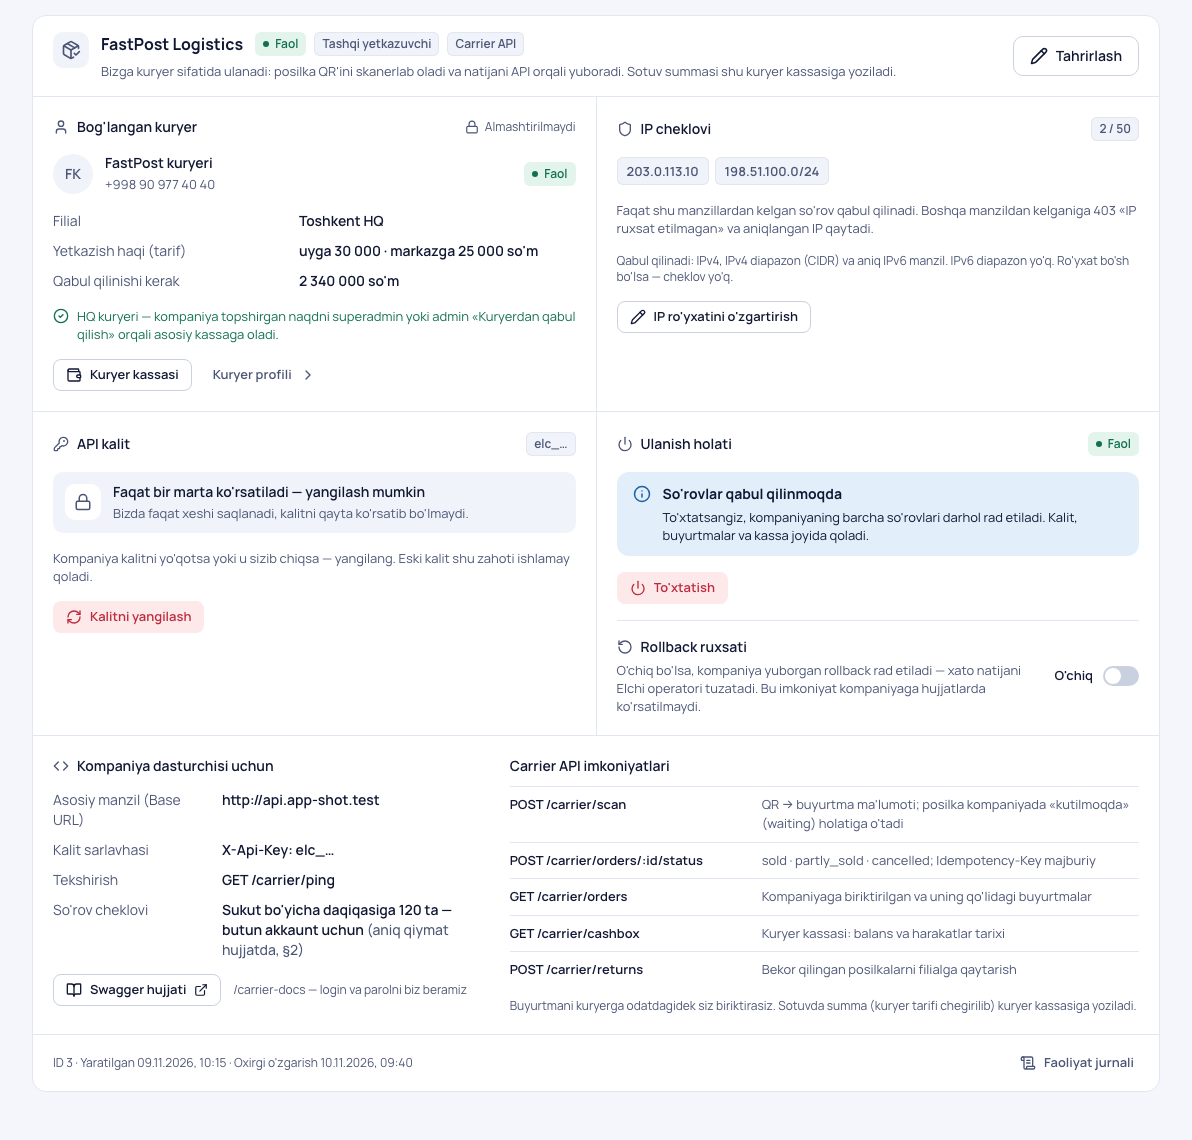 FastPost Logistics
Faol
Tashqi yetkazuvchi
Carrier API
Bizga kuryer sifatida ulanadi: posilka QR'ini skanerlab oladi va natijani API orqali yuboradi. Sotuv summasi shu kuryer kassasiga yoziladi.
Tahrirlash
Bog'langan kuryer
Almashtirilmaydi
FK
FastPost kuryeri
+998 90 977 40 40
Faol
Filial
Toshkent HQ
Yetkazish haqi (tarif)
uyga 30 000 · markazga 25 000 so'm
Qabul qilinishi kerak
2 340 000 so'm
HQ kuryeri — kompaniya topshirgan naqdni superadmin yoki admin «Kuryerdan qabul
qilish» orqali asosiy kassaga oladi.
Kuryer kassasi
Kuryer profili
IP cheklovi
2 / 50
203.0.113.10
198.51.100.0/24
Faqat shu manzillardan kelgan so'rov qabul qilinadi. Boshqa manzildan kelganiga 403 «IP
ruxsat etilmagan» va aniqlangan IP qaytadi.
Qabul qilinadi: IPv4, IPv4 diapazon (CIDR) va aniq IPv6 manzil. IPv6 diapazon yo'q. Ro'yxat bo'sh
bo'lsa — cheklov yo'q.
IP ro'yxatini o'zgartirish
API kalit
elc_…
Faqat bir marta ko'rsatiladi — yangilash mumkin
Bizda faqat xeshi saqlanadi, kalitni qayta ko'rsatib bo'lmaydi.
Kompaniya kalitni yo'qotsa yoki u sizib chiqsa — yangilang. Eski kalit shu zahoti ishlamay
qoladi.
Kalitni yangilash
Ulanish holati
Faol
So'rovlar qabul qilinmoqda
To'xtatsangiz, kompaniyaning barcha so'rovlari darhol rad etiladi. Kalit,
buyurtmalar va kassa joyida qoladi.
To'xtatish
Rollback ruxsati
O'chiq bo'lsa, kompaniya yuborgan rollback rad etiladi — xato natijani
Elchi operatori tuzatadi. Bu imkoniyat kompaniyaga hujjatlarda
ko'rsatilmaydi.
O'chiq
Kompaniya dasturchisi uchun
Asosiy manzil (Base
URL)
http://api.app-shot.test
Kalit sarlavhasi
X-Api-Key: elc_…
Tekshirish
GET /carrier/ping
So'rov cheklovi
Sukut bo'yicha daqiqasiga 120 ta —
butun akkaunt uchun (aniq qiymat
hujjatda, §2)
Swagger hujjati
/carrier-docs — login va parolni biz beramiz
Carrier API imkoniyatlari
POST /carrier/scan
QR → buyurtma ma'lumoti; posilka kompaniyada «kutilmoqda»
(waiting) holatiga o'tadi
POST /carrier/orders/:id/status
sold · partly_sold · cancelled; Idempotency-Key majburiy
GET /carrier/orders
Kompaniyaga biriktirilgan va uning qo'lidagi buyurtmalar
GET /carrier/cashbox
Kuryer kassasi: balans va harakatlar tarixi
POST /carrier/returns
Bekor qilingan posilkalarni filialga qaytarish
Buyurtmani kuryerga odatdagidek siz biriktirasiz. Sotuvda summa (kuryer tarifi chegirilib) kuryer kassasiga yoziladi.
ID 3 · Yaratilgan 09.11.2026, 10:15 · Oxirgi o'zgarish 10.11.2026, 09:40
Faoliyat jurnali